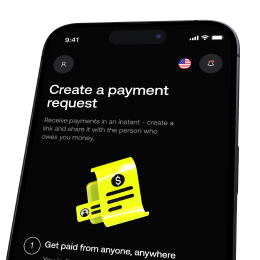 9:41
Create a payment
request
Receive payments in an instant - create a
link and share it with the person who
owes you money.
$
1 Get paid from anyone, anywhere